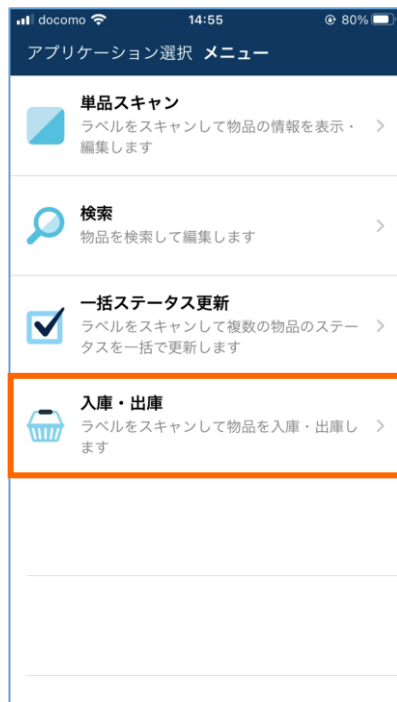 docomo 14:55 80%
アプリケーション選択 メニュー
単品スキャン
ラベルをスキャンして物品の情報を表示・
編集します
検索
物品を検索して編集します
一括ステータス更新
ラベルをスキャンして複数の物品のステー
タスを一括で更新します
入庫・出庫
ラベルをスキャンして物品を入庫・出庫し
ます